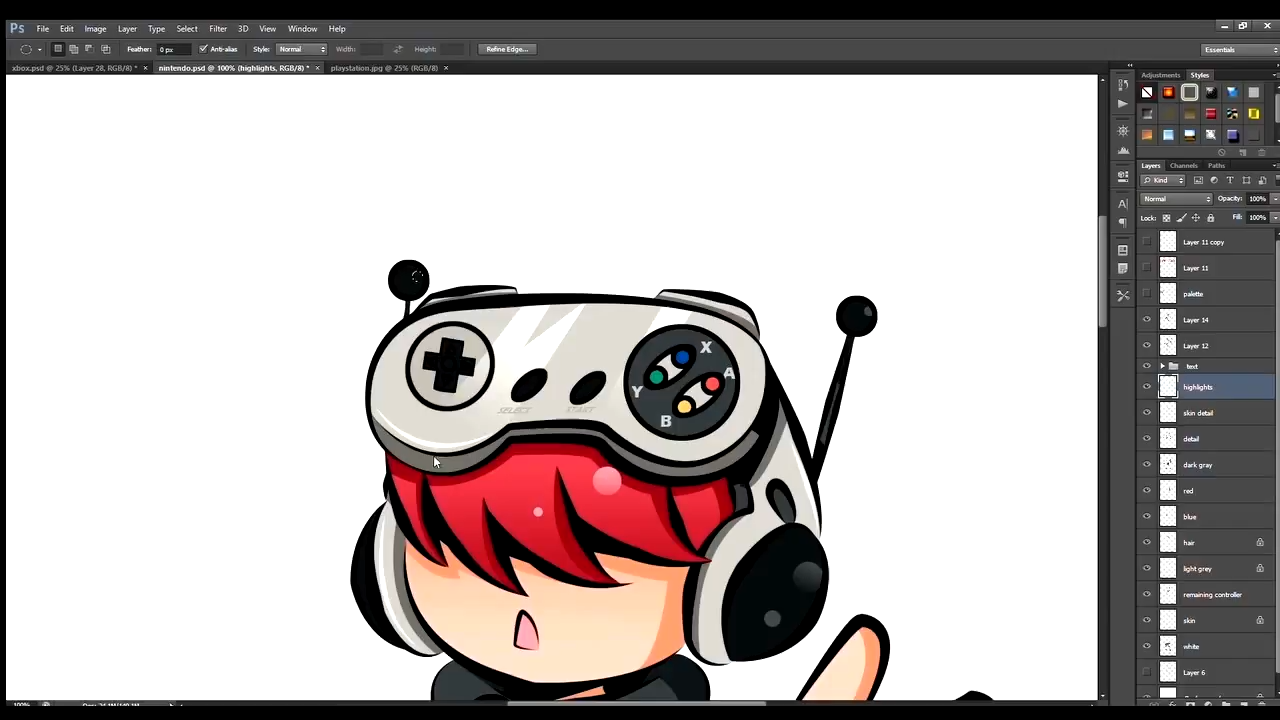 Ps File Edit Image Layer Type Select Filter 3D View Window Help
Feather: 0 px Anti-alias Style: Normal Width: Height: Refine Edge... Essentials
xbox.psd @ 25% (Layer 28, RGB/8) * × nintendo.psd @ 100% (highlights, RGB/8) * × playstation.jpg @ 25% (RGB/8) ×
Adjustments Styles
Layers Channels Paths
Kind
Normal Opacity: 100%
Lock: Fill: 100%
Layer 11 copy
Layer 11
palette
Layer 14
Layer 12
text
highlights
skin detail
detail
dark gray
red
blue
hair
light grey
remaining controller
skin
white
Layer 6
X
A
Y
B
SELECT START
100%